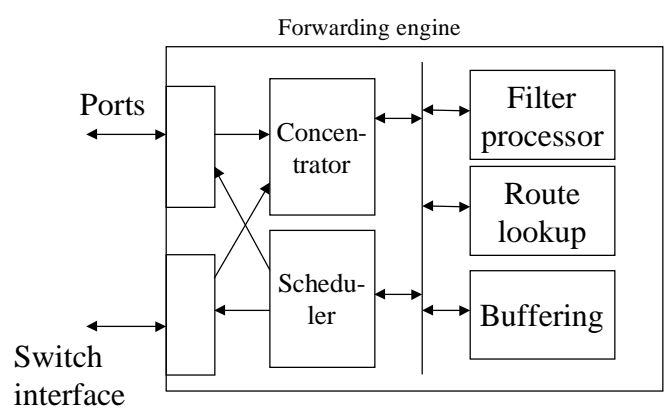 Forwarding engine
Ports
Concen-
trator
Filter
processor
Route
lookup
Schedu-
ler
Buffering
Switch
interface